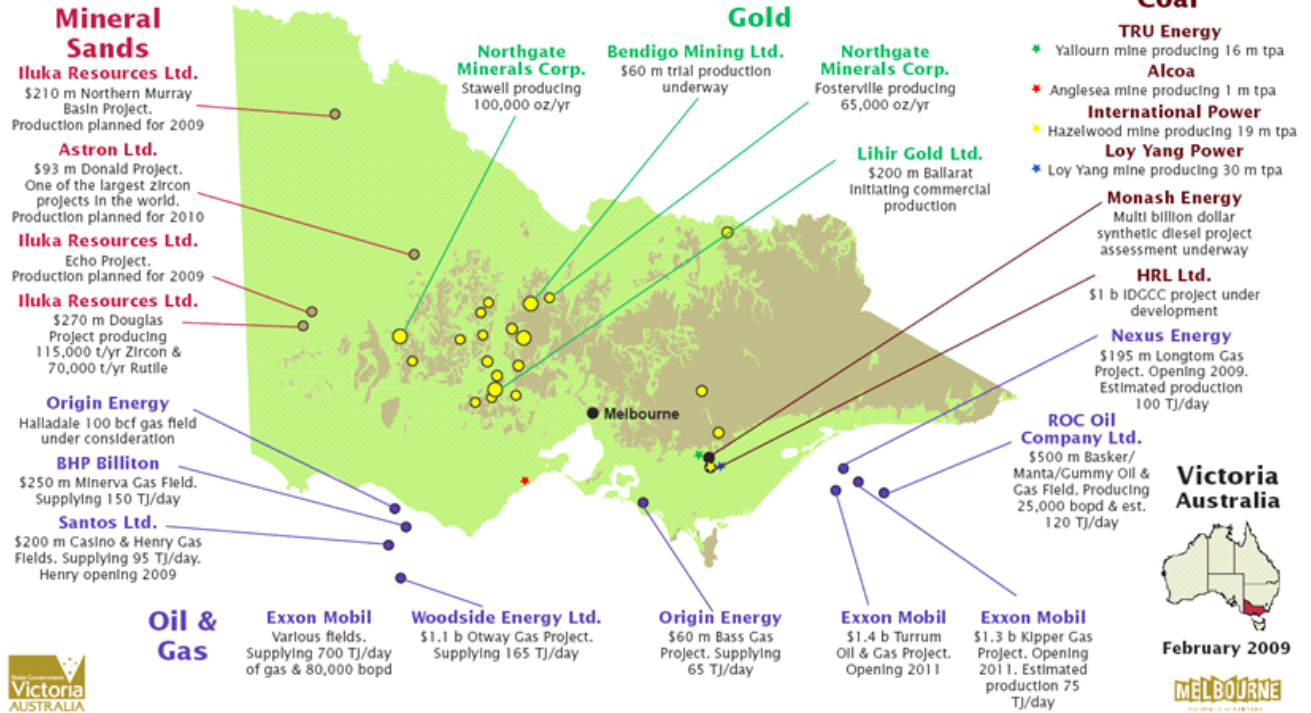 Mineral
Sands
Iluka Resources Ltd.
$210 m Northern Murray
Basin Project.
Production planned for 2009
Astron Ltd.
$93 m Donald Project.
One of the largest zircon
projects in the world.
Production planned for 2010
Iluka Resources Ltd.
Echo Project.
Production planned for 2009
Iluka Resources Ltd.
$270 m Douglas
Project producing
115,000 t/yr Zircon &
70,000 t/yr Rutile
Origin Energy
Halladale 100 bcf gas field
under consideration
BHP Billiton
$250 m Minerva Gas Field.
Supplying 150 TJ/day
Santos Ltd.
$200 m Casino & Henry Gas
Fields. Supplying 95 TJ/day.
Henry opening 2009
Oil &
Gas
Exxon Mobil
Various fields.
Supplying 700 TJ/day
of gas & 80,000 bopd
Woodside Energy Ltd.
$1.1 b Otway Gas Project.
Supplying 165 TJ/day
Origin Energy
$60 m Bass Gas
Project. Supplying
65 TJ/day
Exxon Mobil
$1.4 b Turrum
Oil & Gas Project.
Opening 2011
Exxon Mobil
$1.3 b Kipper Gas
Project. Opening
2011. Estimated
production 75
TJ/day
Gold
Northgate
Minerals Corp.
Stawell producing
100,000 oz/yr
Bendigo Mining Ltd.
$60 m trial production
underway
Northgate
Minerals Corp.
Fosterville producing
65,000 oz/yr
Lihir Gold Ltd.
$200 m Ballarat
initiating commercial
production
Melbourne
Coal
TRU Energy
Yallourn mine producing 16 m tpa
Alcoa
Anglesea mine producing 1 m tpa
International Power
Hazelwood mine producing 19 m tpa
Loy Yang Power
Loy Yang mine producing 30 m tpa
Monash Energy
Multi billion dollar
synthetic diesel project
assessment underway
HRL Ltd.
$1 b IDGCC project under
development
Nexus Energy
$195 m Longtom Gas
Project. Opening 2009.
Estimated production
100 TJ/day
ROC Oil
Company Ltd.
$500 m Basker/
Manta/Gummy Oil &
Gas Field. Producing
25,000 bopd & est.
120 TJ/day
Victoria
Australia
February 2009
State Government
Victoria
AUSTRALIA
MELBOURNE